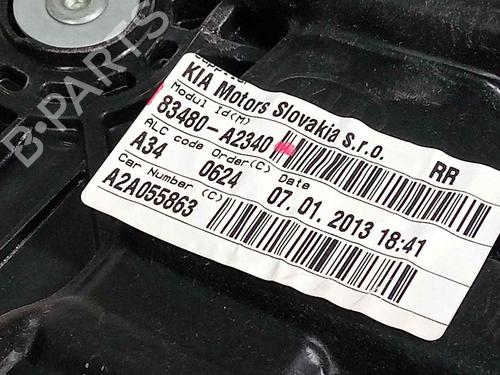 B-PARTS
Supplier
KIA Motors Slovakia s.r.o.
Modul Id(M)
83480-A2340
RR
ALC code Order(C) Date
A34 0624 07. 01. 2013 18:41
Car Number (C)
A2A055863